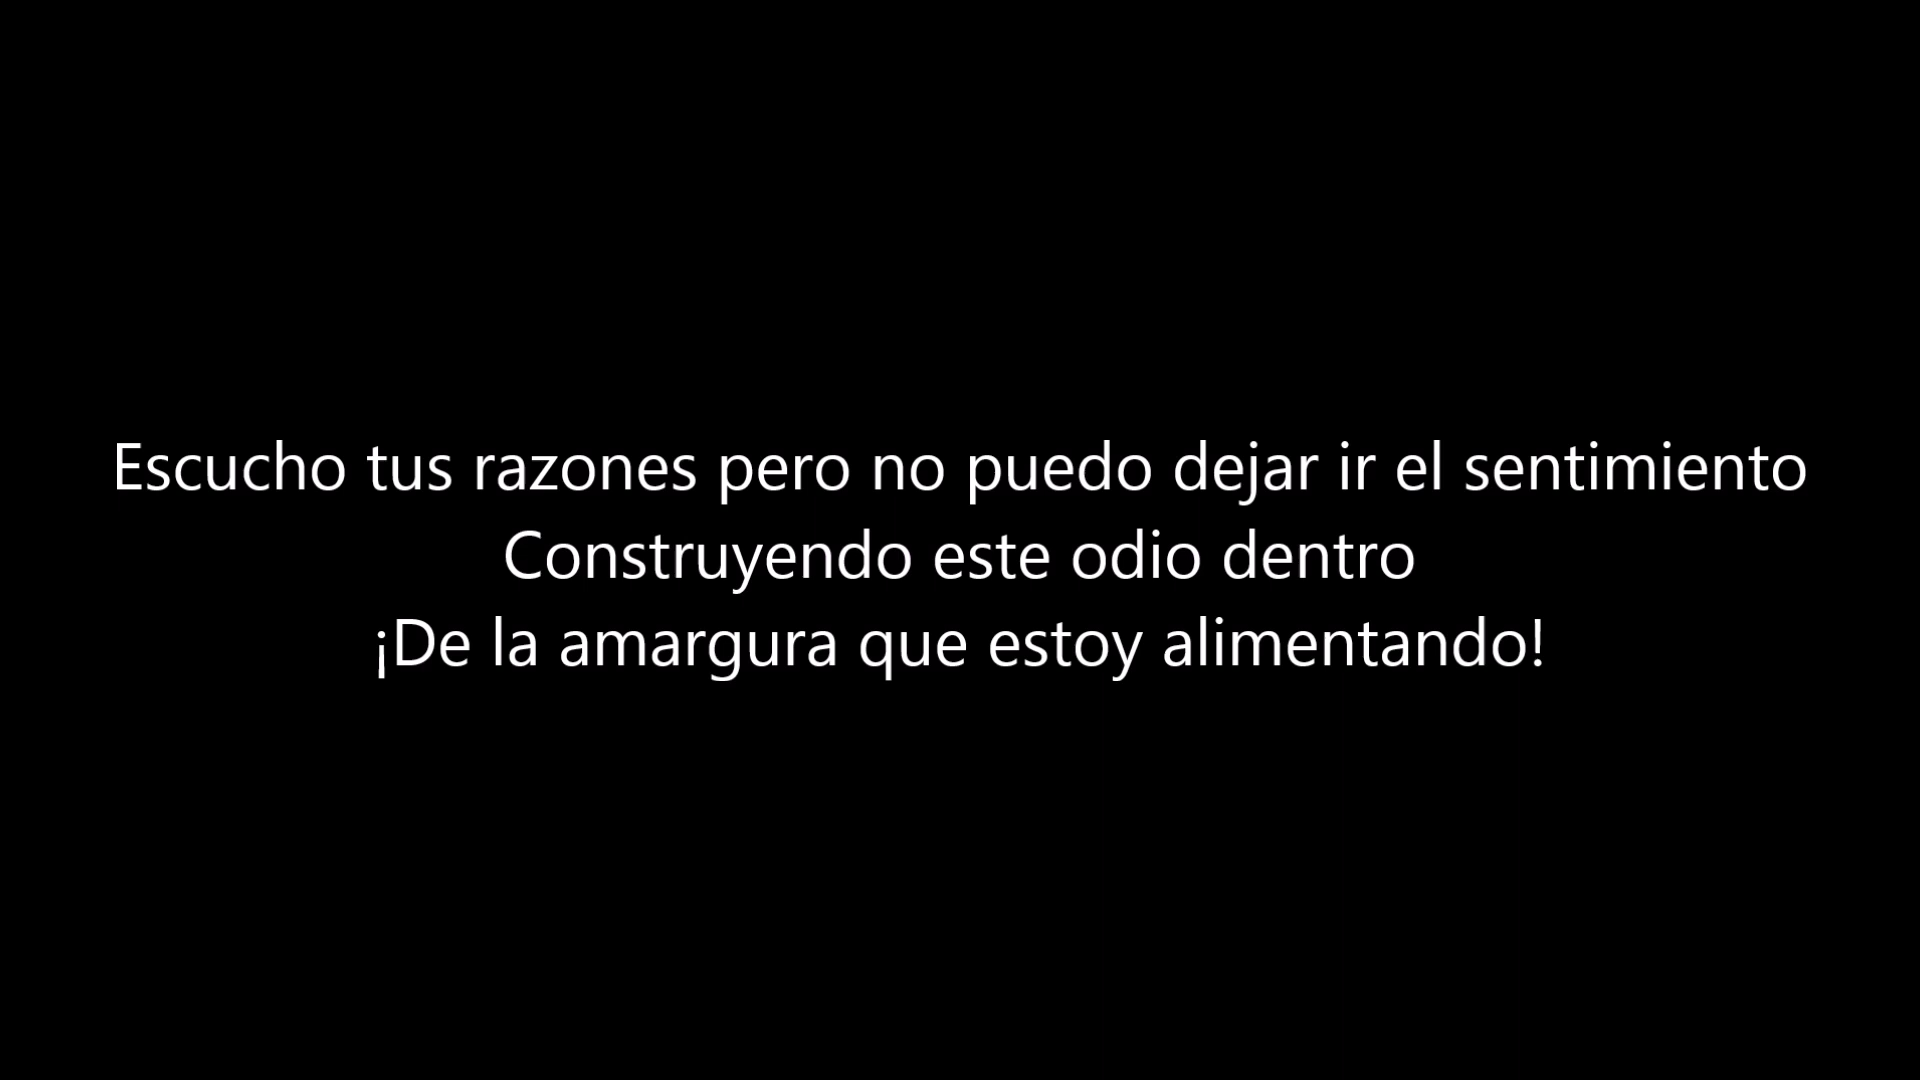 Escucho tus razones pero no puedo dejar ir el sentimiento
Construyendo este odio dentro
¡De la amargura que estoy alimentando!